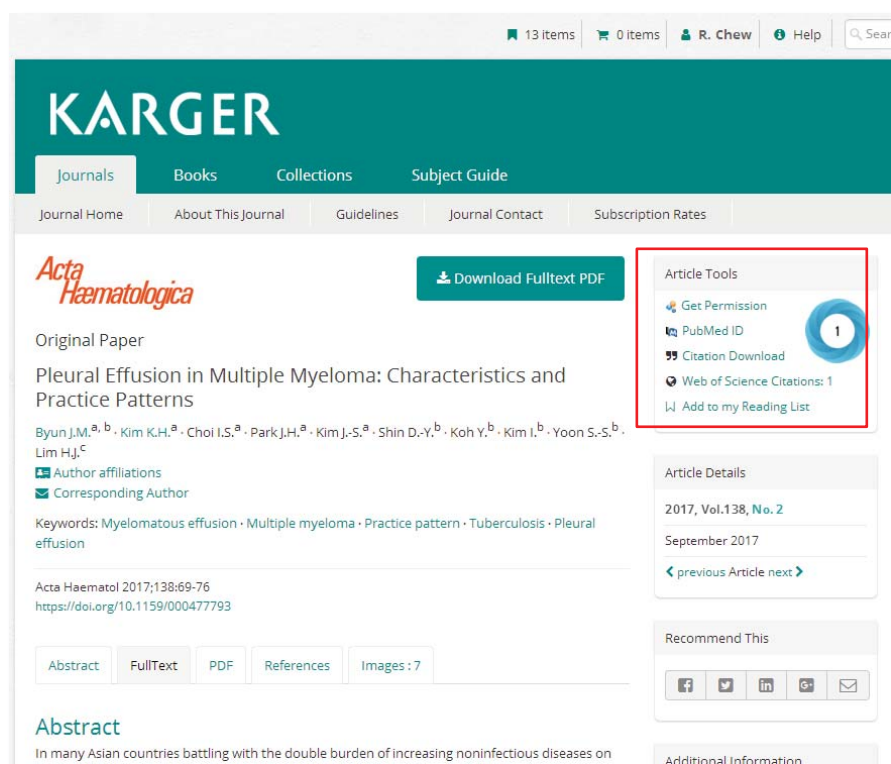 13 items 0 items R. Chew Help Sear
KARGER
Journals Books Collections Subject Guide
Journal Home About This Journal Guidelines Journal Contact Subscription Rates
Acta
Hæmatologica
Download Fulltext PDF
Original Paper
Pleural Effusion in Multiple Myeloma: Characteristics and
Practice Patterns
Byun J.M.a, b · Kim K.H.a · Choi I.S.a · Park J.H.a · Kim J.-S.a · Shin D.-Y.b · Koh Y.b · Kim I.b · Yoon S.-S.b ·
Lim H.J.c
Author affiliations
Corresponding Author
Keywords: Myelomatous effusion · Multiple myeloma · Practice pattern · Tuberculosis · Pleural
effusion
Acta Haematol 2017;138:69-76
https://doi.org/10.1159/000477793
Abstract FullText PDF References Images : 7
Abstract
In many Asian countries battling with the double burden of increasing noninfectious diseases on
Article Tools
Get Permission
PubMed ID
1
Citation Download
Web of Science Citations: 1
Add to my Reading List
Article Details
2017, Vol.138, No. 2
September 2017
previous Article next
Recommend This
Additional Information